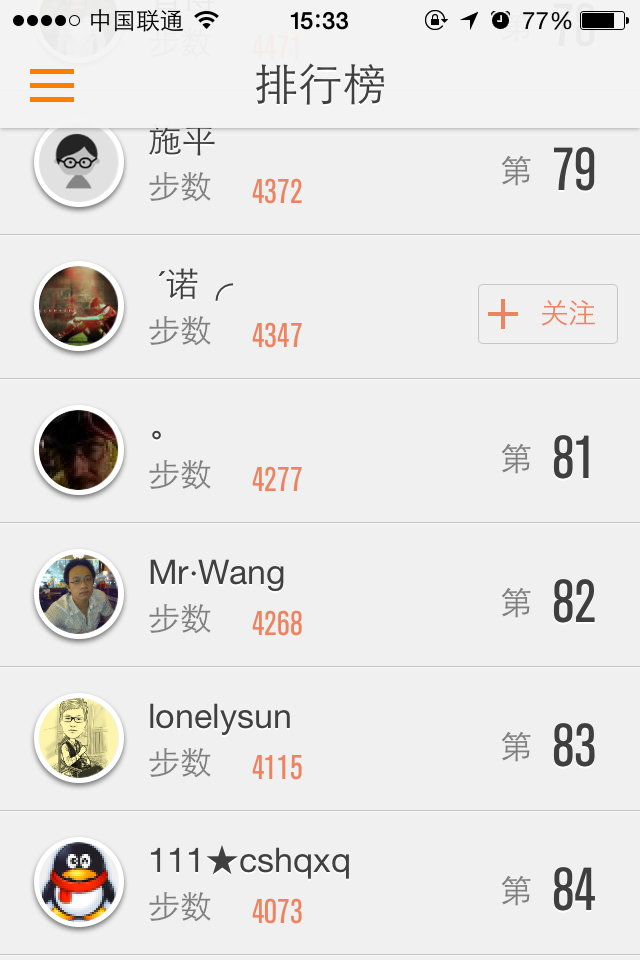 中国联通 15:33 77%
排行榜
施平
步数 4372 第 79
´诺╭
步数 4347
+ 关注
。
步数 4277 第 81
Mr·Wang
步数 4268 第 82
lonelysun
步数 4115 第 83
111★cshqxq
步数 4073 第 84